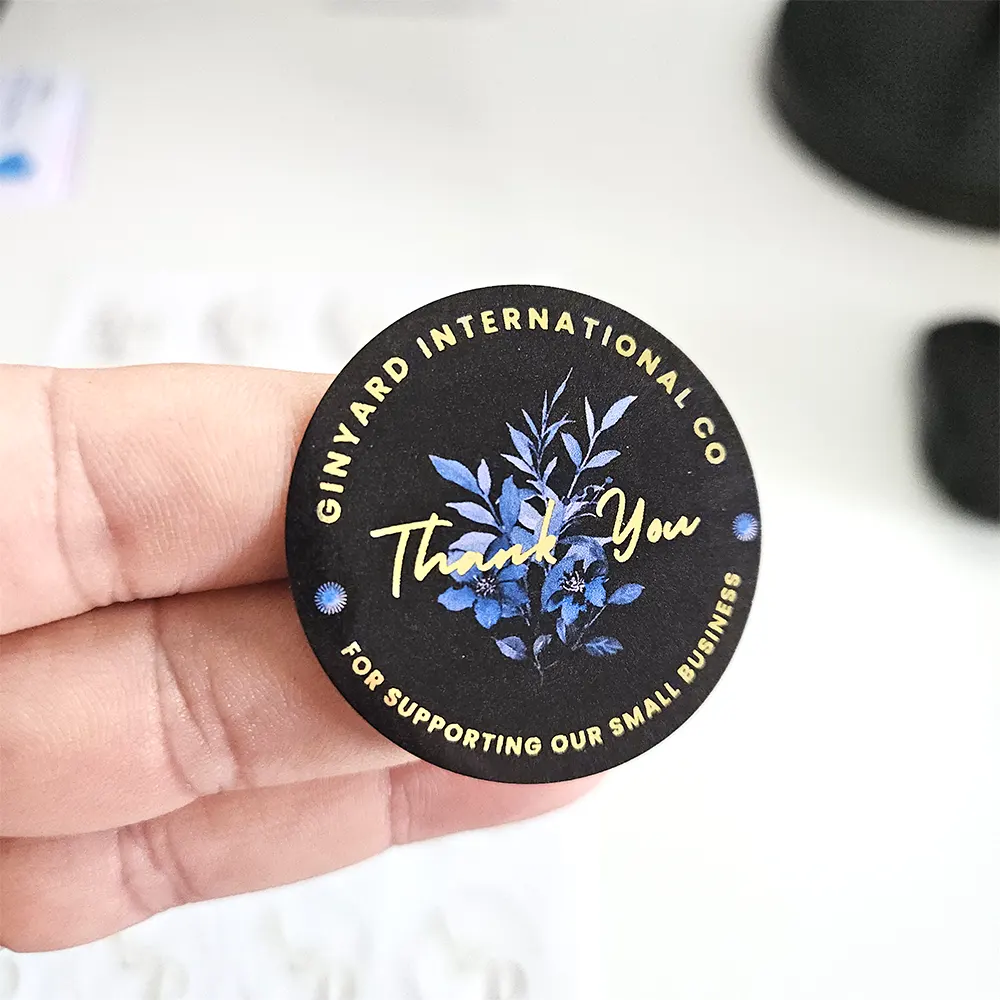 GINYARD INTERNATIONAL CO
Thank You
FOR SUPPORTING OUR SMALL BUSINESS